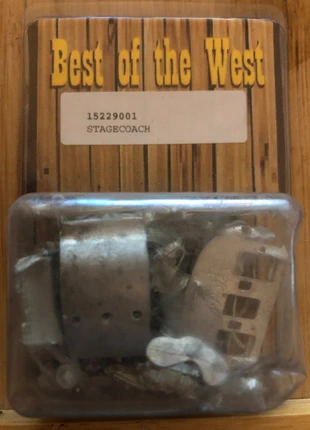 Best of the West
15229001
STAGECOACH